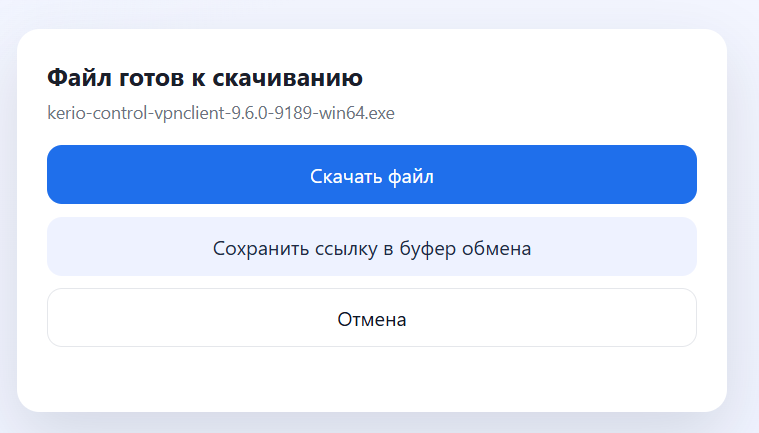 Файл готов к скачиванию
kerio-control-vpnclient-9.6.0-9189-win64.exe
Скачать файл
Сохранить ссылку в буфер обмена
Отмена